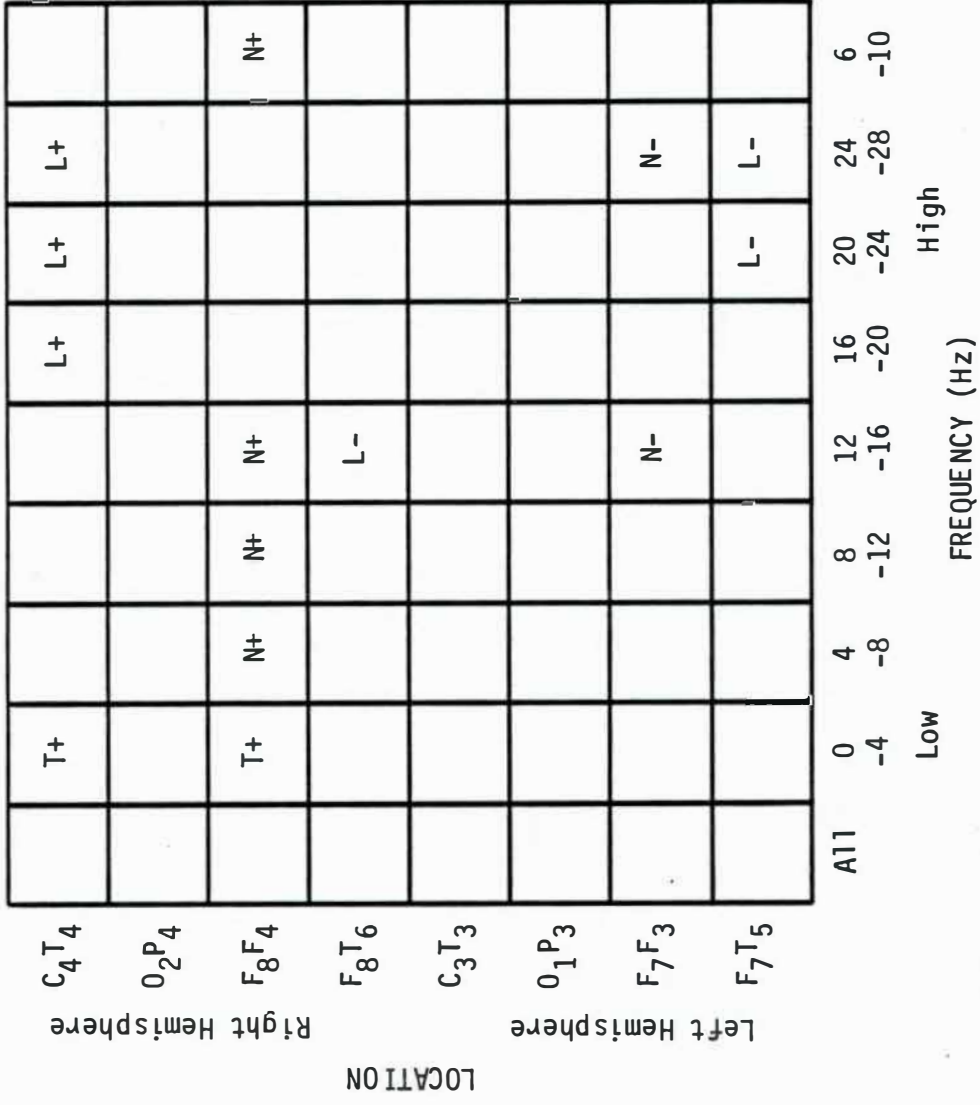 C₄T₄ T+ L+ L+ L+
O₂P₄
F₈F₄ T+ N+ N+ N+ N+
F₈T₆ L-
C₃T₃
O₁P₃
F₇F₃ N- N-
F₇T₅ L- L-
Right Hemisphere
Left Hemisphere
LOCATION
All 0 4 8 12 16 20 24 6
-4 -8 -12 -16 -20 -24 -28 -10
Low High
FREQUENCY (Hz)